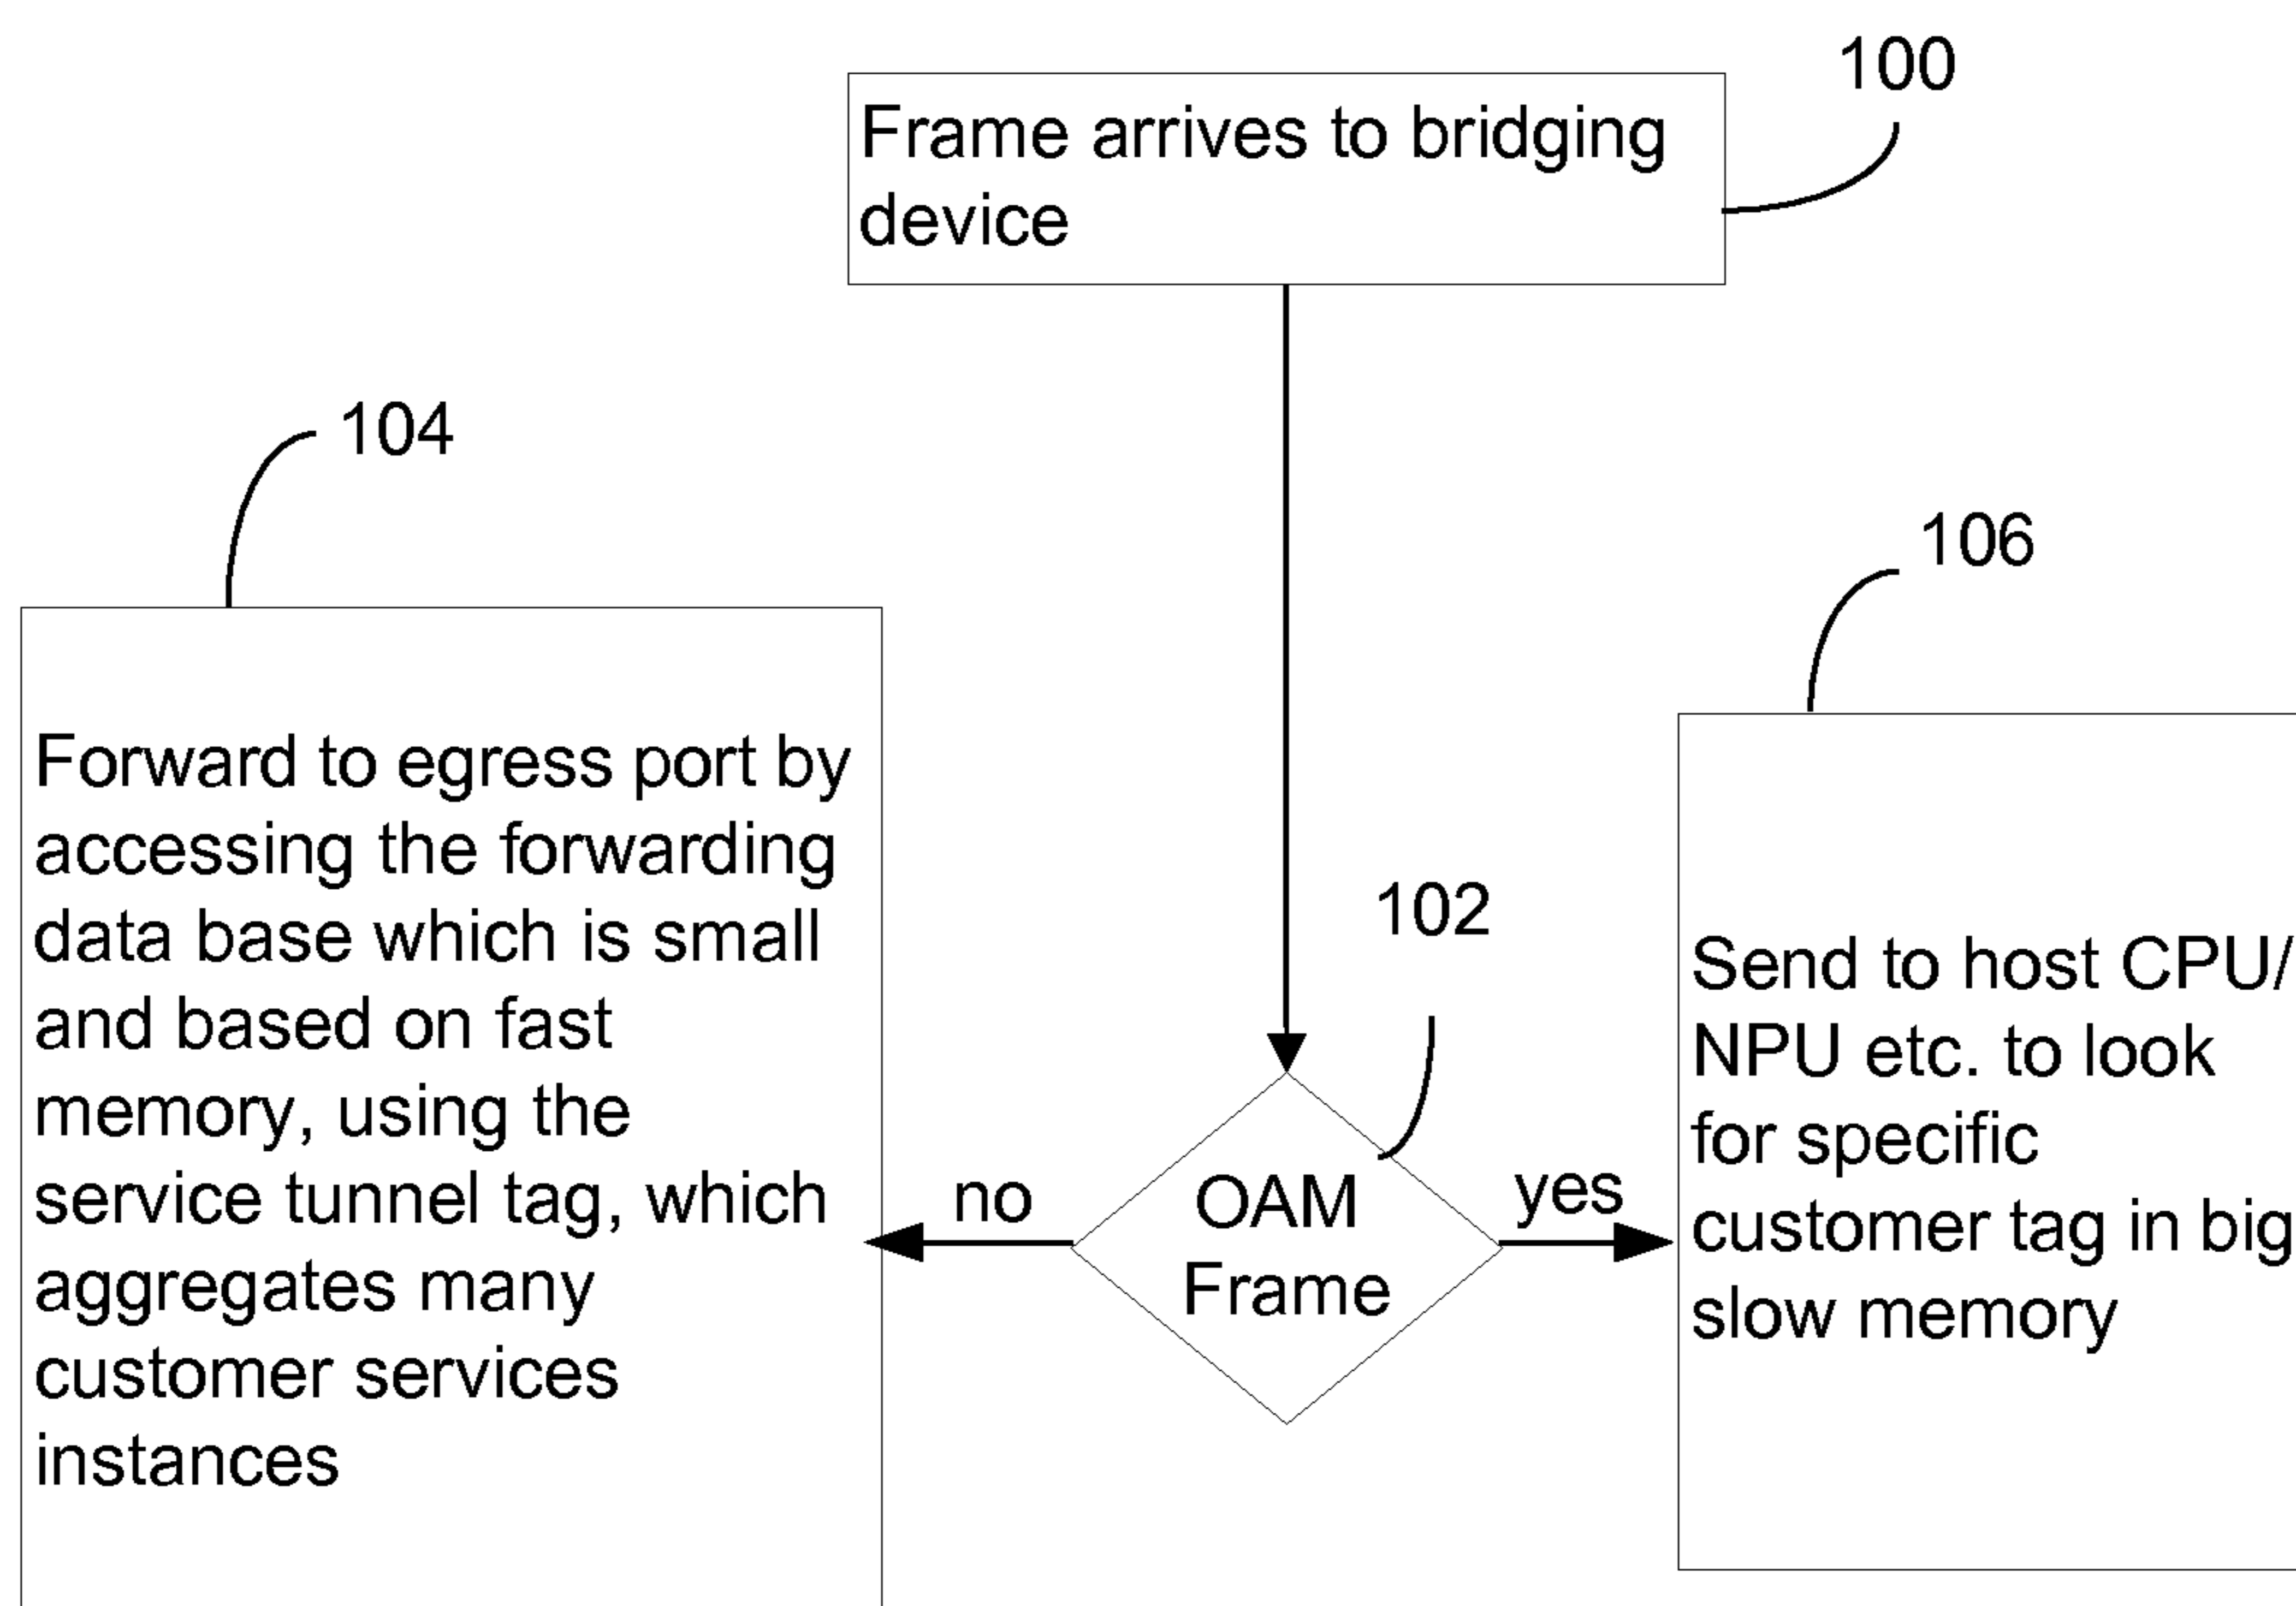 100
Frame arrives to bridging
device
104
106
Forward to egress port by
accessing the forwarding
data base which is small
and based on fast
memory, using the
service tunnel tag, which
aggregates many
customer services
instances
102
OAM
Frame
no
yes
Send to host CPU/
NPU etc. to look
for specific
customer tag in big
slow memory